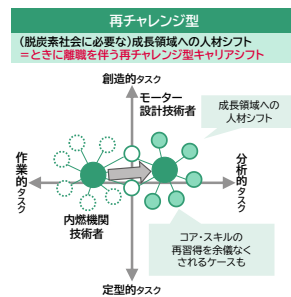 再チャレンジ型
(脱炭素社会に必要な)成長領域への人材シフト
=ときに離職を伴う再チャレンジ型キャリアシフト
創造的タスク
モーター
設計技術者
成長領域への
人材シフト
作業的タスク
分析的タスク
内燃機関
技術者
コア・スキルの
再習得を余儀なく
されるケースも
定型的タスク